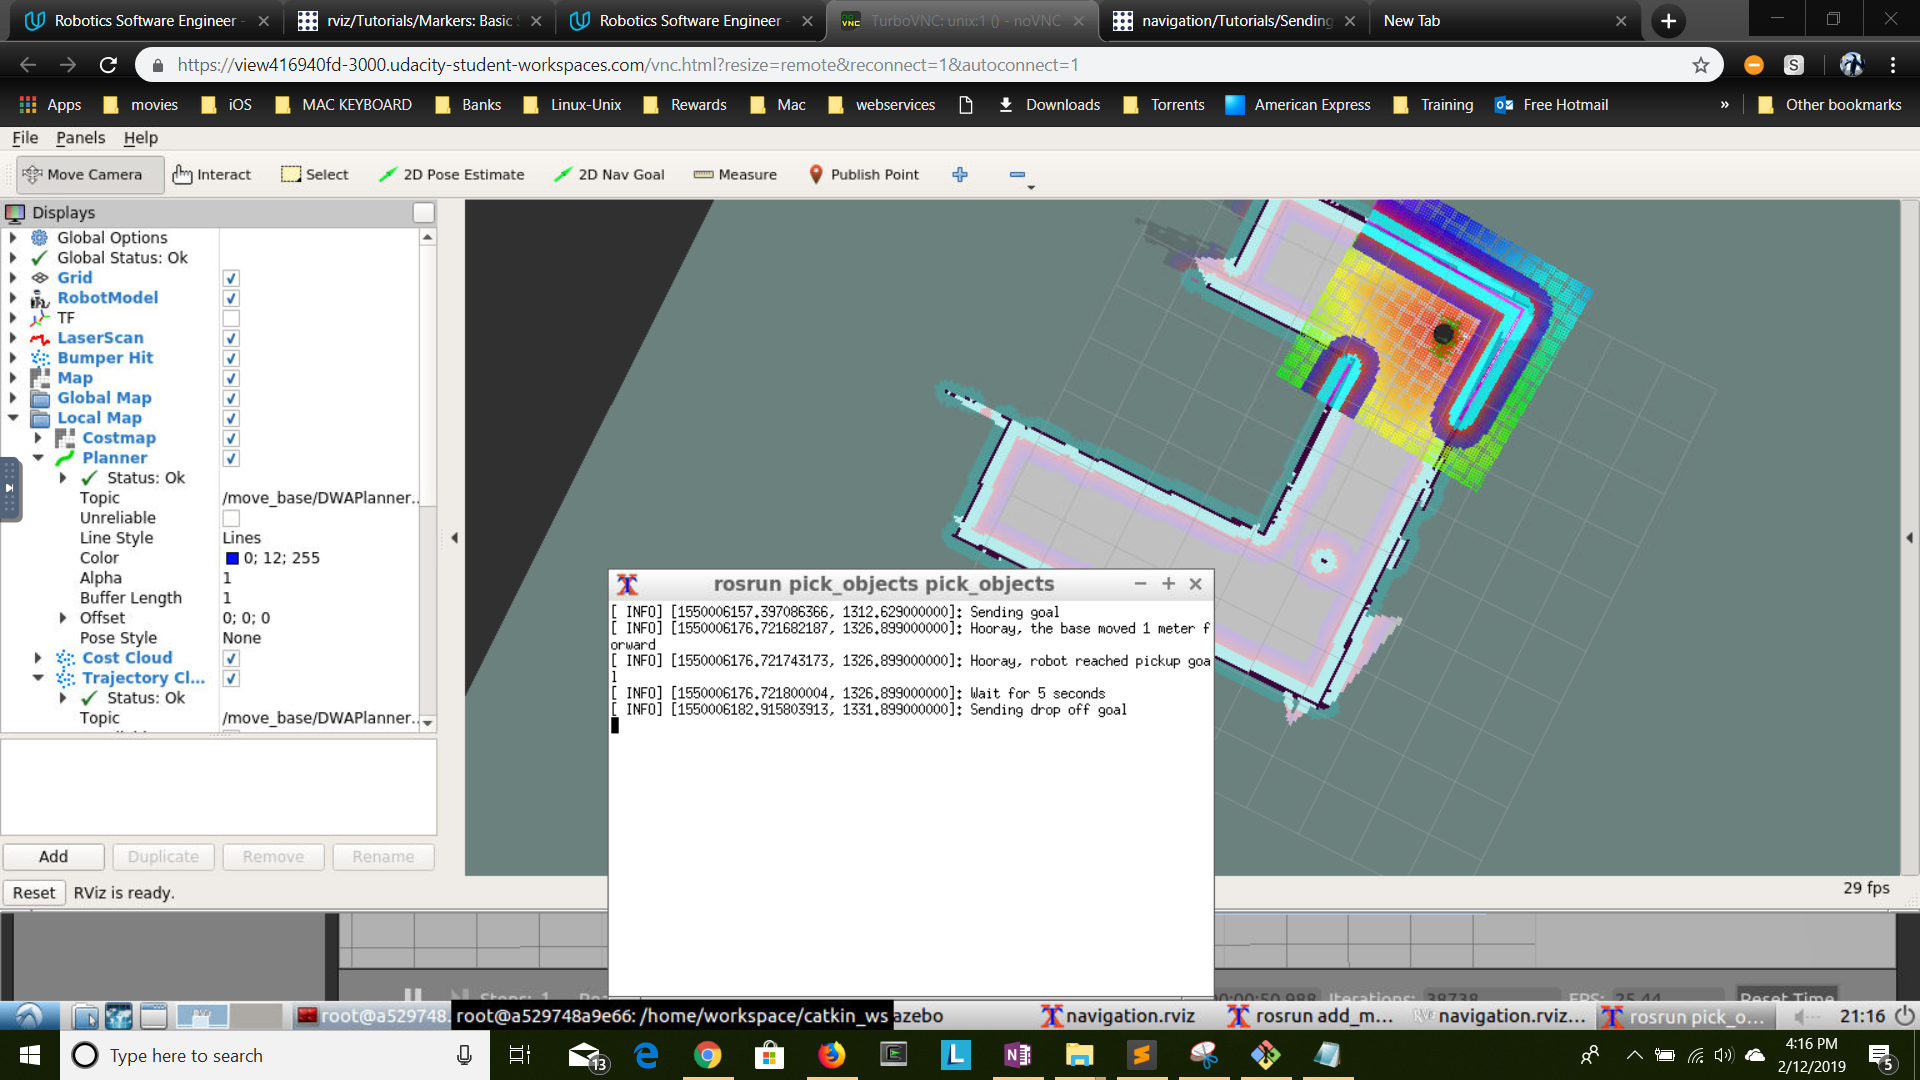 Robotics Software Engineer -
rviz/Tutorials/Markers: Basic S
Robotics Software Engineer -
TurboVNC: unix:1 () - noVNC
navigation/Tutorials/Sending
New Tab
https://view416940fd-3000.udacity-student-workspaces.com/vnc.html?resize=remote&reconnect=1&autoconnect=1
Apps movies iOS MAC KEYBOARD Banks Linux-Unix Rewards Mac webservices Downloads Torrents American Express Training Free Hotmail » Other bookmarks
File Panels Help
Move Camera Interact Select 2D Pose Estimate 2D Nav Goal Measure Publish Point
Displays
Global Options
Global Status: Ok
Grid
RobotModel
TF
LaserScan
Bumper Hit
Map
Global Map
Local Map
Costmap
Planner
Status: Ok
Topic /move_base/DWAPlanner...
Unreliable
Line Style Lines
Color 0; 12; 255
Alpha 1
Buffer Length 1
Offset 0; 0; 0
Pose Style None
Cost Cloud
Trajectory Cl...
Status: Ok
Topic /move_base/DWAPlanner...
Add Duplicate Remove Rename
Reset RViz is ready.
29 fps
rosrun pick_objects pick_objects
[ INFO] [1550006157.397086366, 1312.629000000]: Sending goal
[ INFO] [1550006176.721682187, 1326.899000000]: Hooray, the base moved 1 meter f
orward
[ INFO] [1550006176.721743173, 1326.899000000]: Hooray, robot reached pickup goa
l
[ INFO] [1550006176.721800004, 1326.899000000]: Wait for 5 seconds
[ INFO] [1550006182.915803913, 1331.899000000]: Sending drop off goal
Steps: 1
0:00:50.988 Iterations: 38738 FPS: 25.44 Reset Time
root@a529748. root@a529748a9e66: /home/workspace/catkin_ws azebo navigation.rviz rosrun add_m... navigation.rviz... rosrun pick_o... 21:16
Type here to search
13
4:16 PM
2/12/2019
5